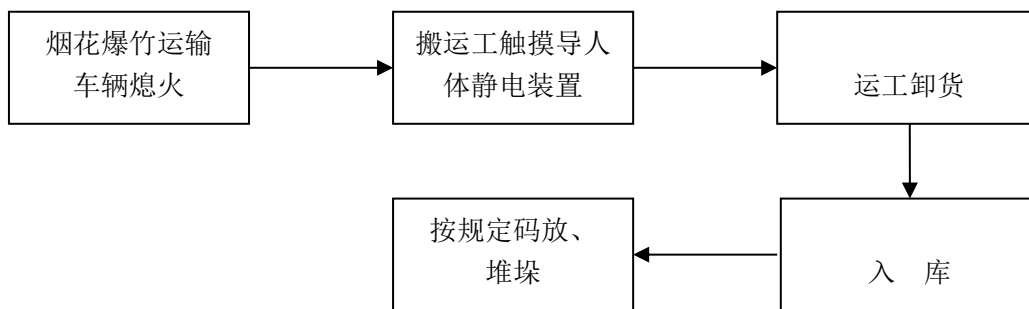 烟花爆竹运输
车辆熄火
搬运工触摸导人
体静电装置
运工卸货
入 库
按规定码放、
堆垛